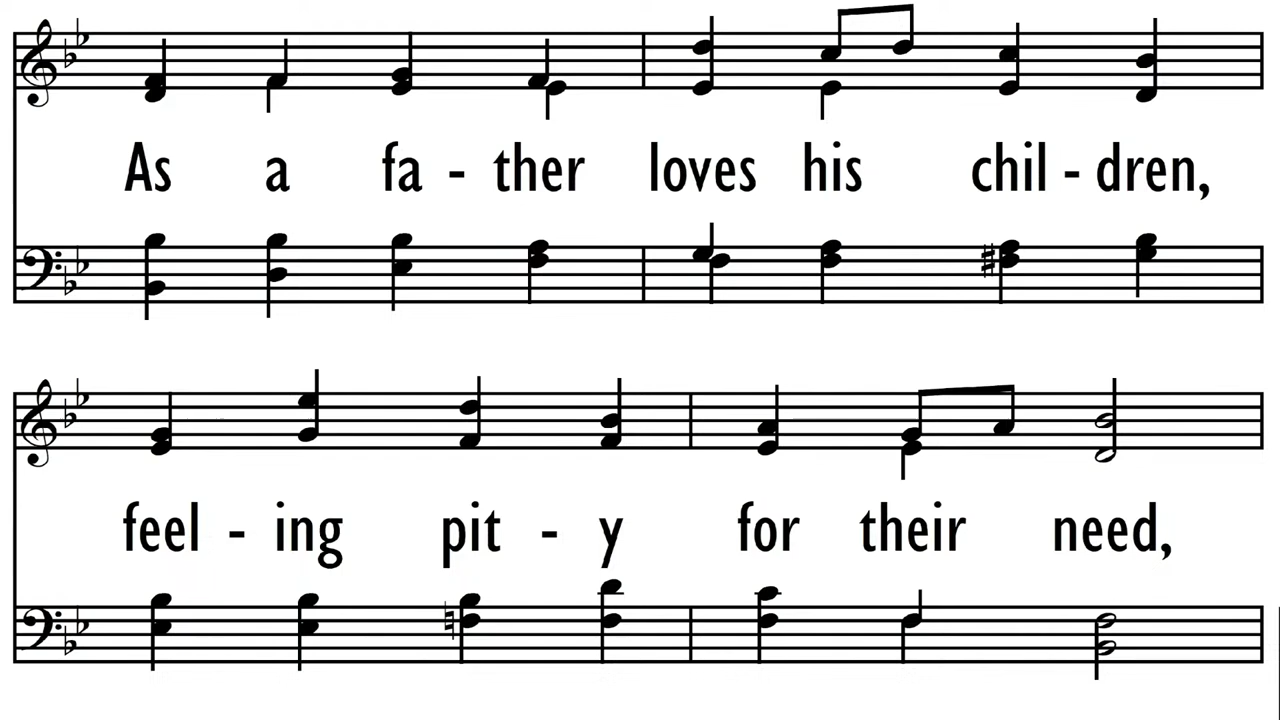 As a fa - ther loves his chil - dren,
feel - ing pit - y for their need,